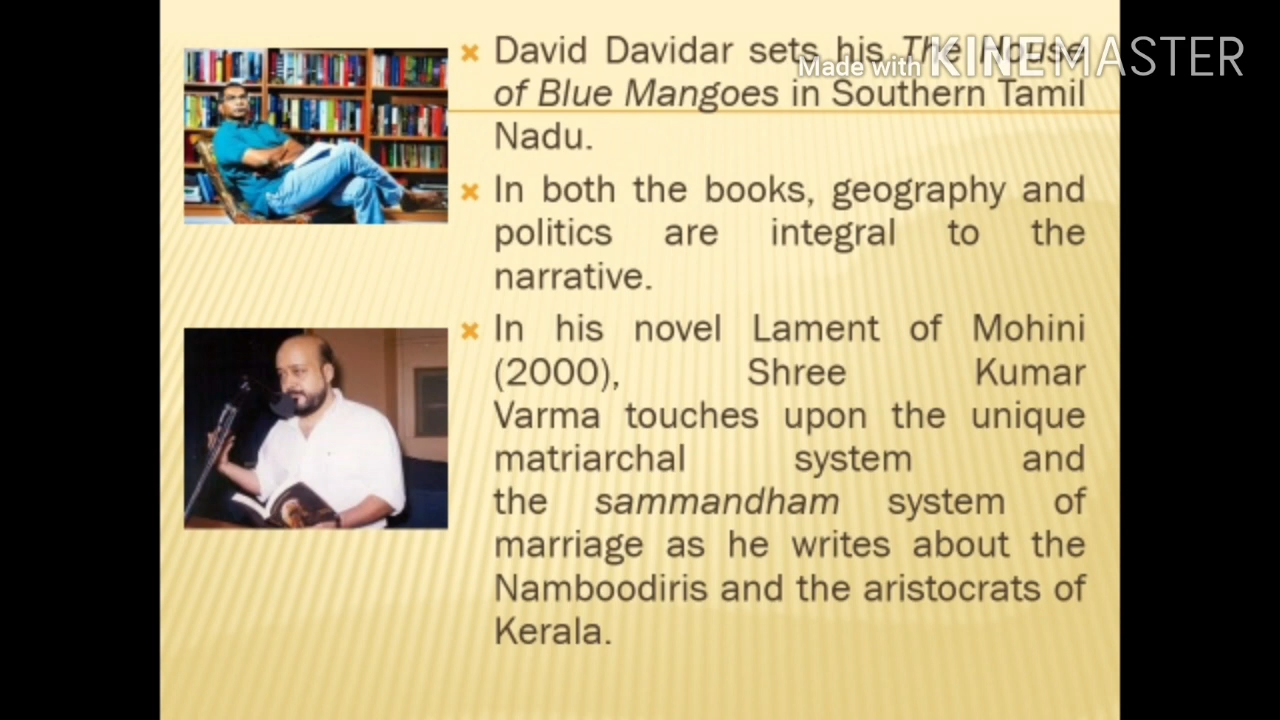 David Davidar sets his The House
of Blue Mangoes in Southern Tamil
Nadu.
In both the books, geography and
politics are integral to the
narrative.
In his novel Lament of Mohini
(2000), Shree Kumar
Varma touches upon the unique
matriarchal system and
the sammandham system of
marriage as he writes about the
Namboodiris and the aristocrats of
Kerala.
Made with KINEMASTER